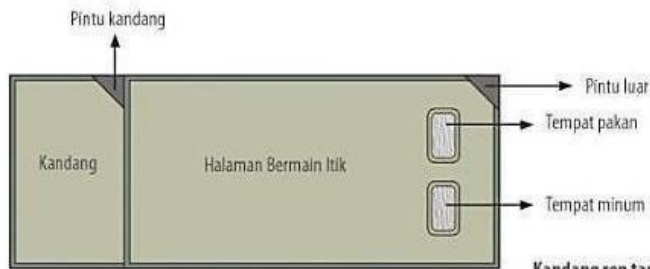 Pintu kandang
Pintu luar
Tempat pakan
Kandang
Halaman Bermain Itik
Tempat minum